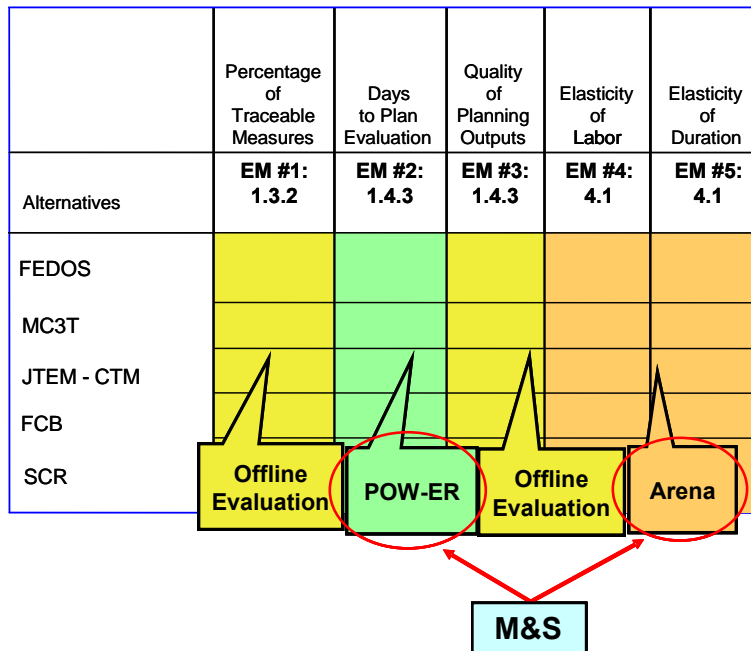 Percentage
of
Traceable
Measures
Days
to Plan
Evaluation
Quality
of
Planning
Outputs
Elasticity
of
Labor
Elasticity
of
Duration
Alternatives
EM #1:
1.3.2
EM #2:
1.4.3
EM #3:
1.4.3
EM #4:
4.1
EM #5:
4.1
FEDOS
MC3T
JTEM - CTM
FCB
SCR
Offline
Evaluation
POW-ER
Offline
Evaluation
Arena
M&S